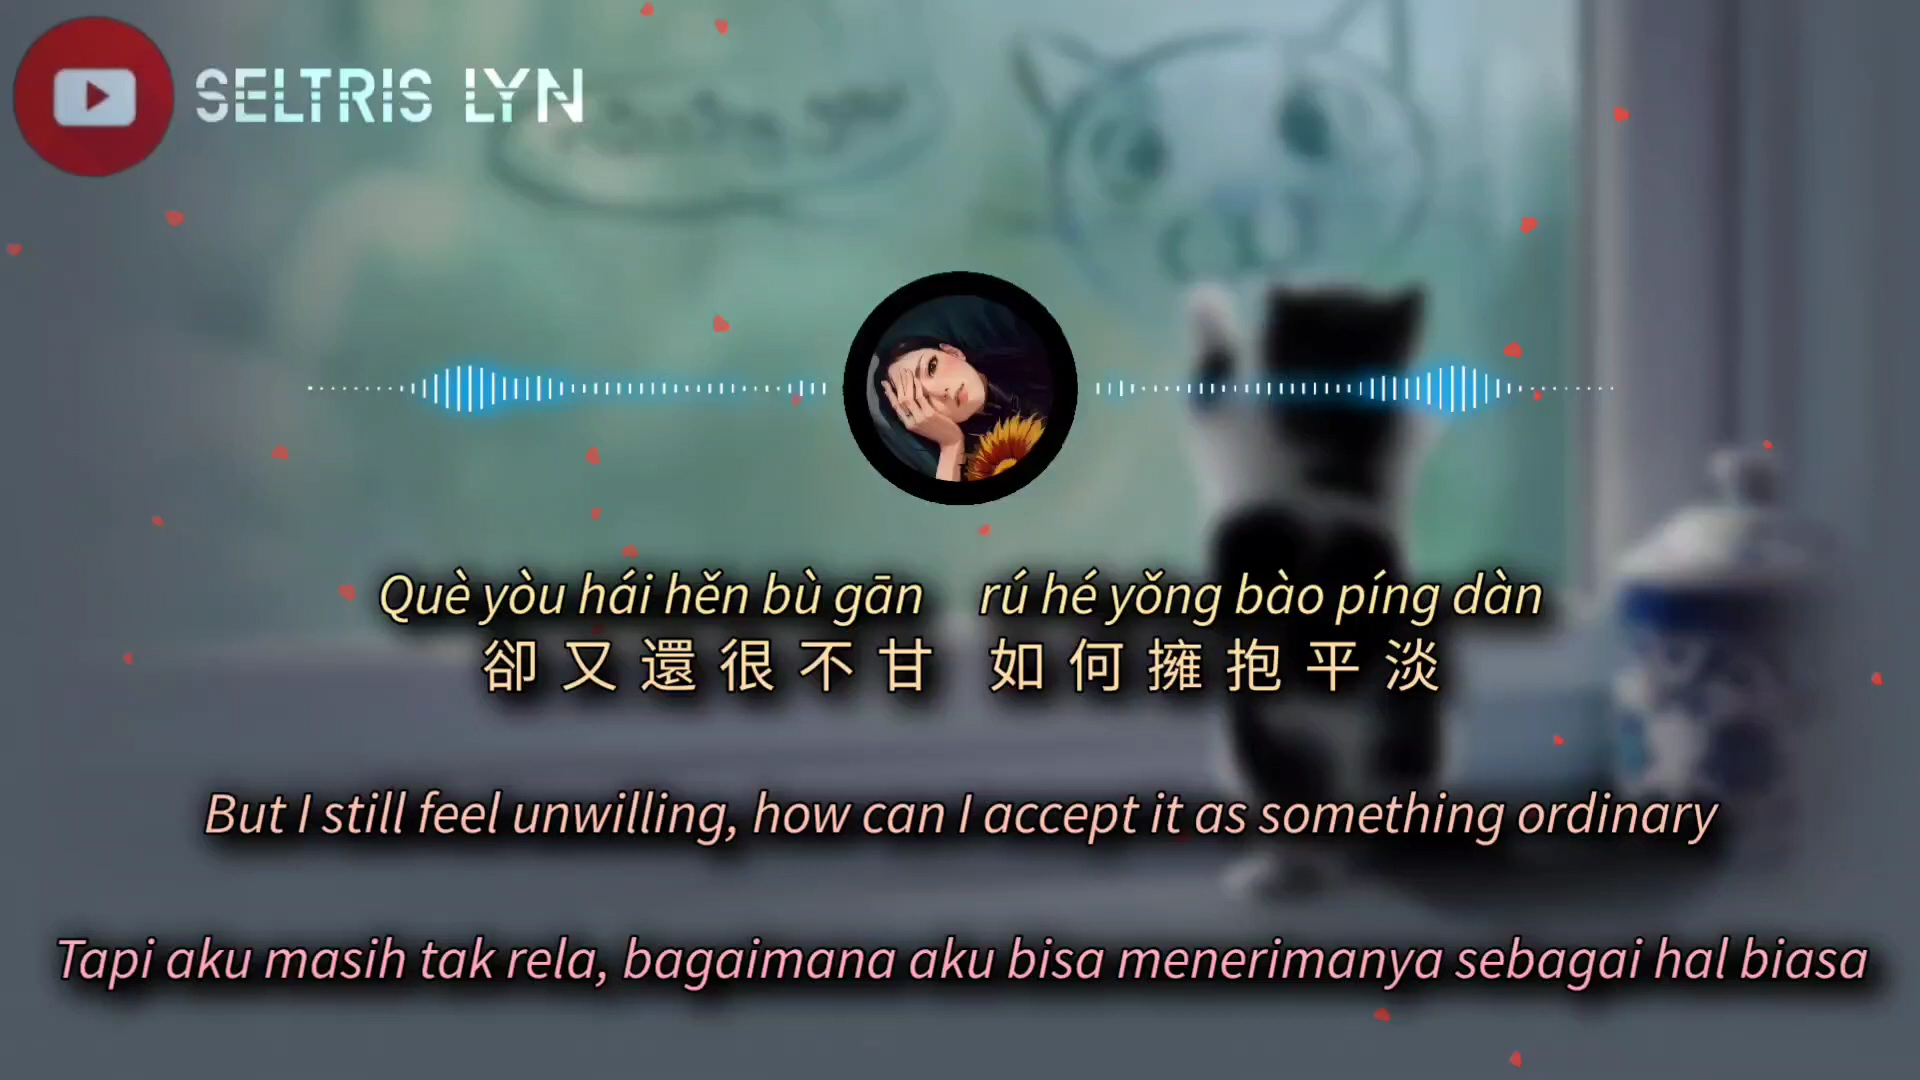 SELTRIS LYN
Què yòu hái hěn bù gān rú hé yǒng bào píng dàn
卻又還很不甘 如何擁抱平淡
But I still feel unwilling, how can I accept it as something ordinary
Tapi aku masih tak rela, bagaimana aku bisa menerimanya sebagai hal biasa